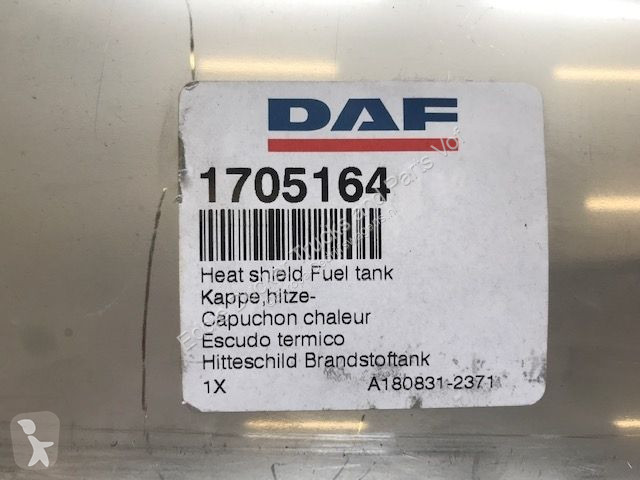 DAF
1705164
Heat shield Fuel tank
Kappe,hitze-
Capuchon chaleur
Escudo termico
Hitteschild Brandstoftank
1X A180831-2371